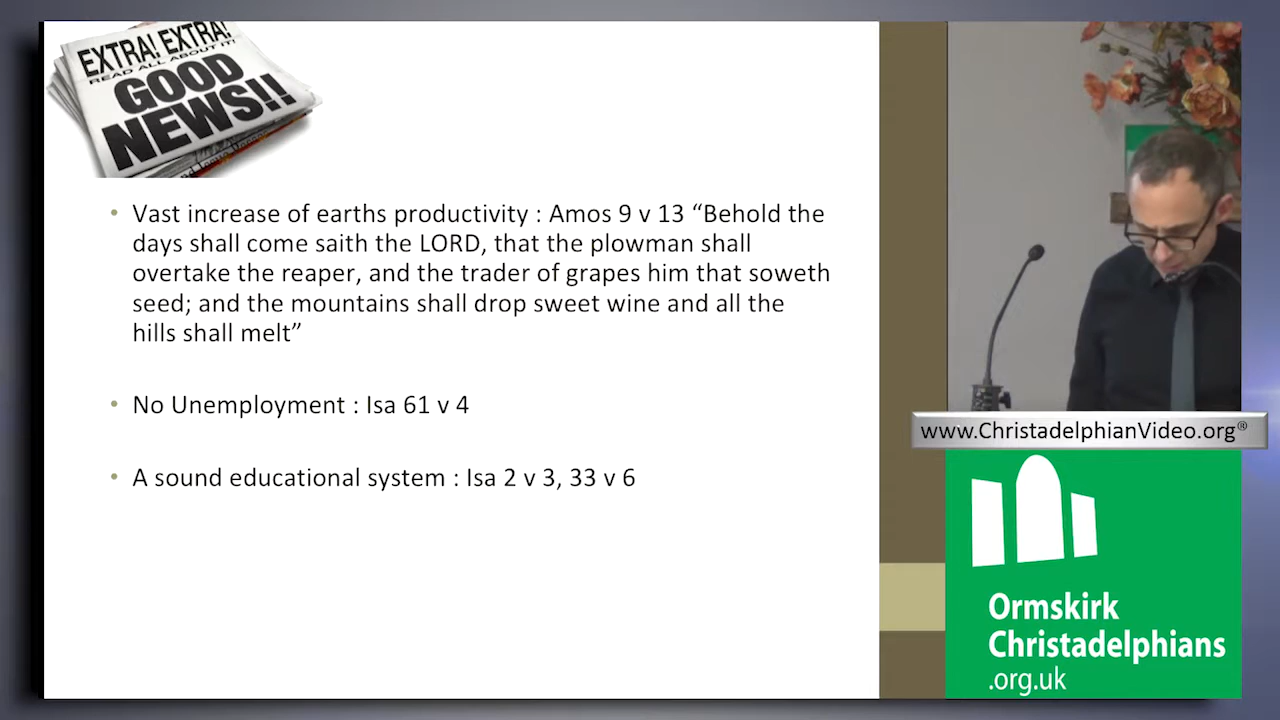 EXTRA! EXTRA!
READ ALL ABOUT IT!
GOOD
NEWS!!
• Vast increase of earths productivity : Amos 9 v 13 “Behold the
days shall come saith the LORD, that the plowman shall
overtake the reaper, and the trader of grapes him that soweth
seed; and the mountains shall drop sweet wine and all the
hills shall melt”
• No Unemployment : Isa 61 v 4
• A sound educational system : Isa 2 v 3, 33 v 6
www.ChristadelphianVideo.org®
Ormskirk
Christadelphians
.org.uk